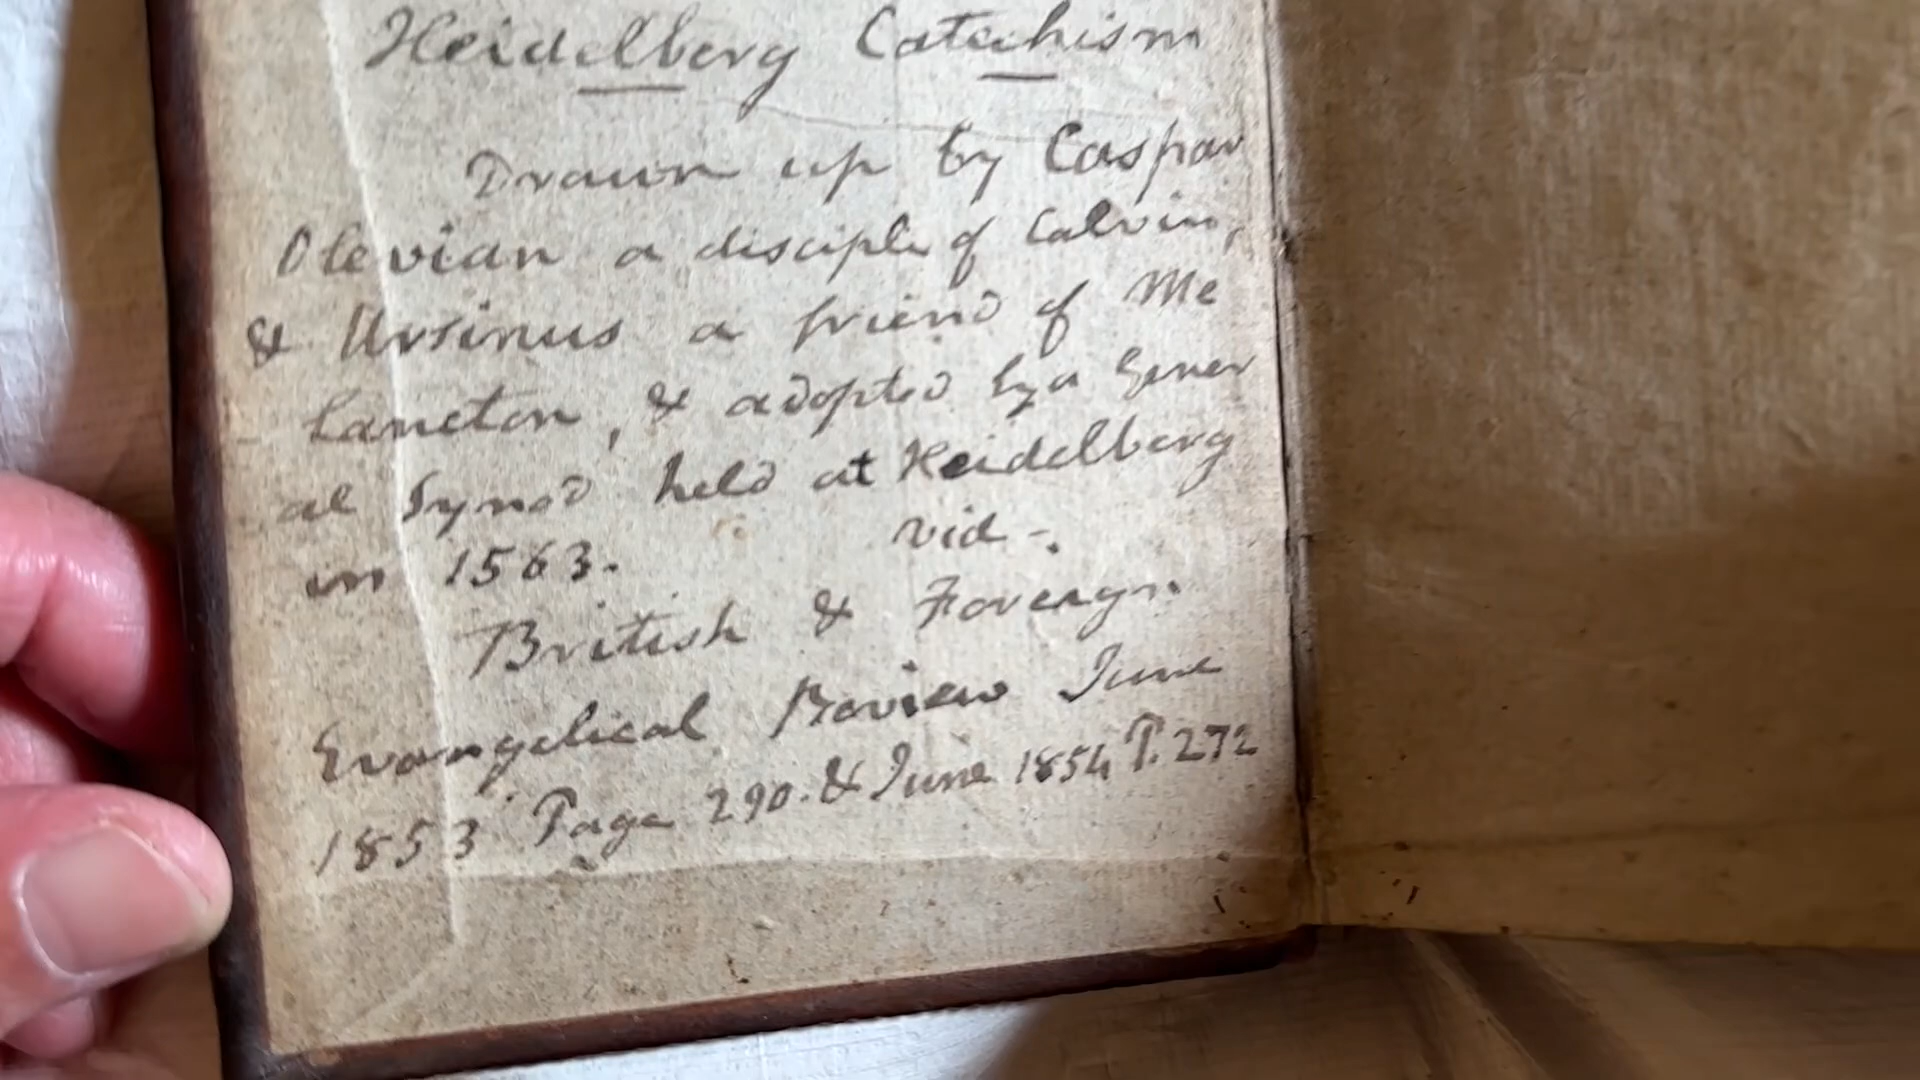 Heidelberg Catechism
Drawn up by Caspar
Olevian a disciple of Calvin,
& Ursinus a friend of Me
lancton, & adopted by a Gener
al Synod held at Heidelberg
in 1563. vid -.
British & Foreign.
Evangelical Review June
1853 Page 290. & June 1854 P. 272